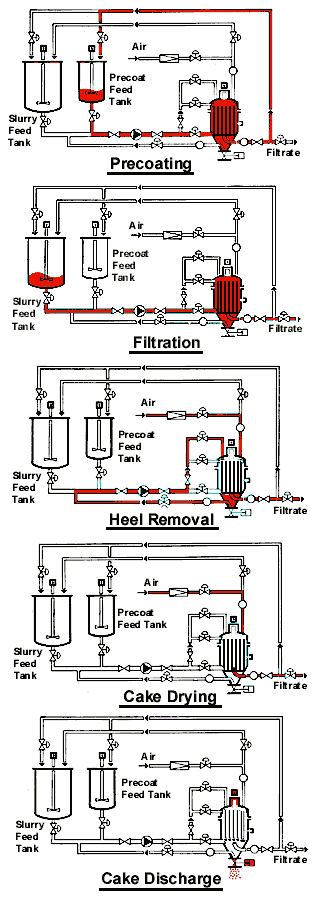 Air
Precoat
Feed
Tank
Slurry
Feed
Tank
Filtrate
Precoating
Air
Precoat
Feed
Tank
Slurry
Feed
Tank
Filtrate
Filtration
Air
Precoat
Feed
Tank
Slurry
Feed
Tank
Filtrate
Heel Removal
Air
Precoat
Feed Tank
Slurry
Feed
Tank
Filtrate
Cake Drying
Air
Precoat
Feed Tank
Slurry
Feed
Tank
Filtrate
Cake Discharge